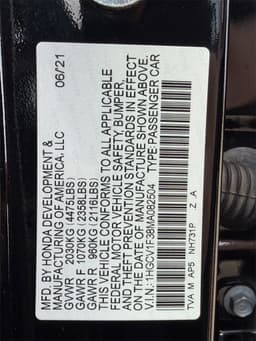 MFD. BY HONDA DEVELOPMENT &
MANUFACTURING OF AMERICA, LLC 06/21
GVWR 2030KG (4475LBS)
GAWR F 1070KG (2358LBS)
GAWR R 960KG (2116LBS)
THIS VEHICLE CONFORMS TO ALL APPLICABLE
FEDERAL MOTOR VEHICLE SAFETY, BUMPER,
AND THEFT PREVENTION STANDARDS IN EFFECT
ON THE DATE OF MANUFACTURE SHOWN ABOVE.
V.I.N.: 1HGCV1F38MA082504 TYPE: PASSENGER CAR
TVA M AP5 NH731P Z A